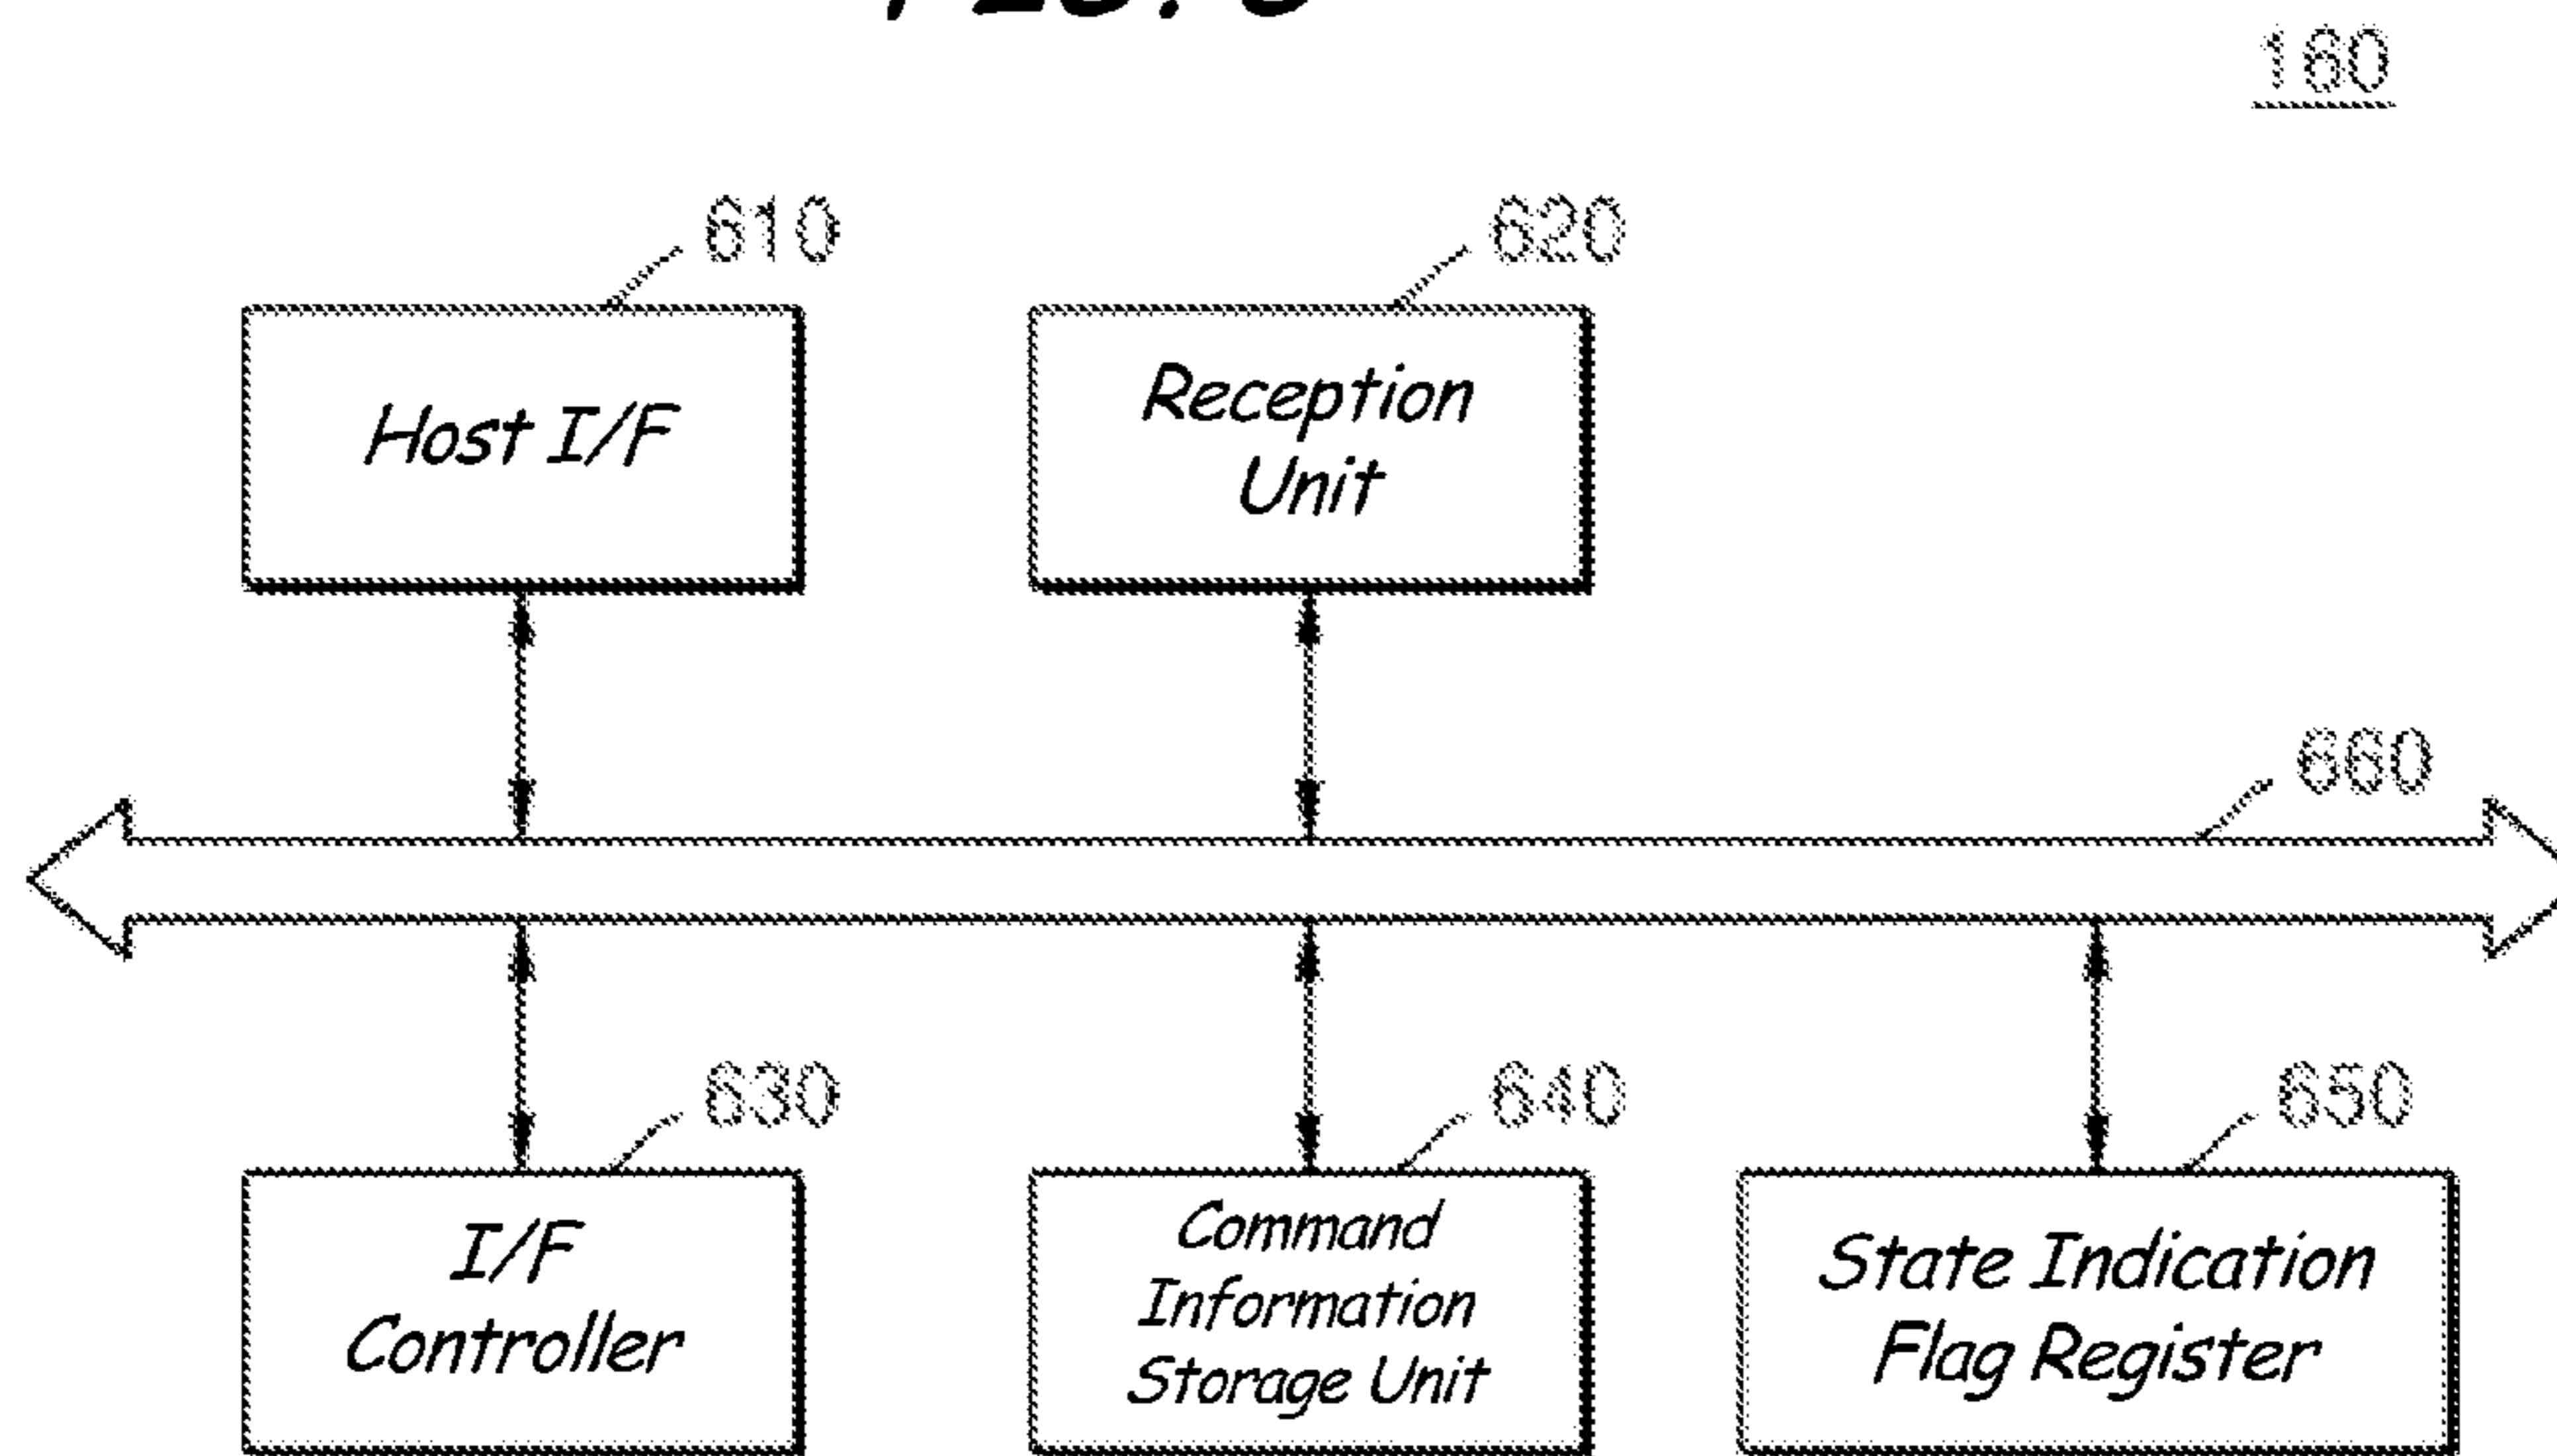 160
610
620
Host I/F
Reception
Unit
660
630
640
650
I/F
Controller
Command
Information
Storage Unit
State Indication
Flag Register